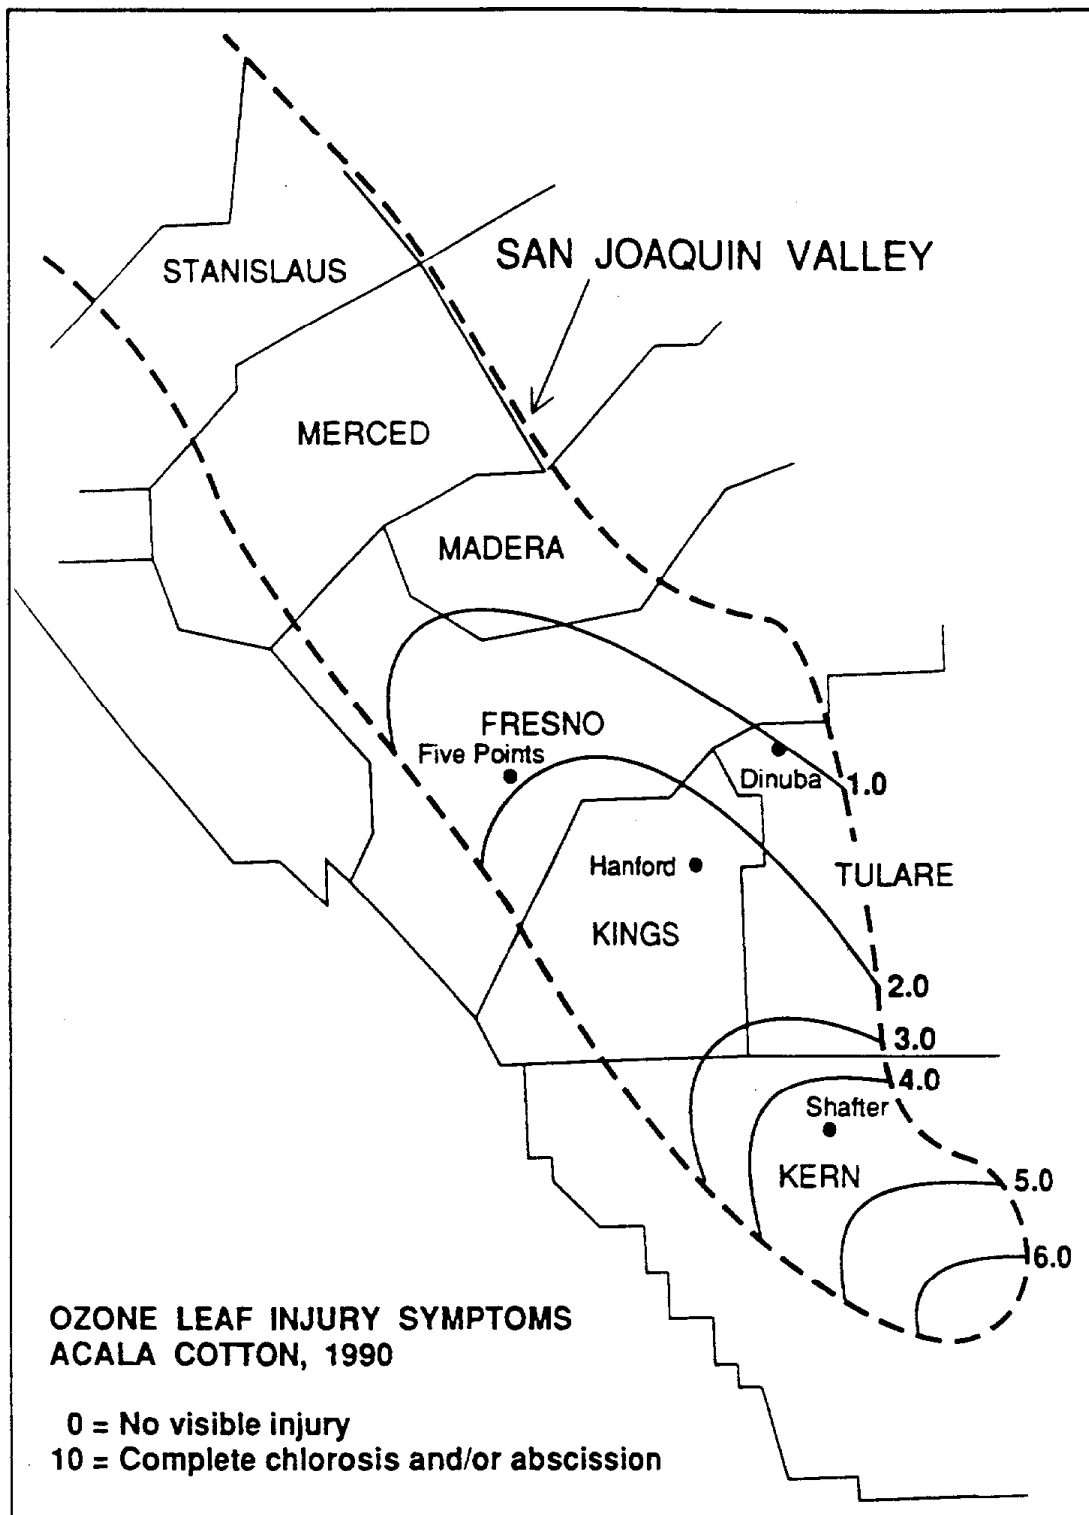 SAN JOAQUIN VALLEY
STANISLAUS
MERCED
MADERA
FRESNO
Five Points
Dinuba
1.0
Hanford
TULARE
KINGS
2.0
3.0
4.0
Shafter
KERN
5.0
6.0
OZONE LEAF INJURY SYMPTOMS
ACALA COTTON, 1990
0 = No visible injury
10 = Complete chlorosis and/or abscission